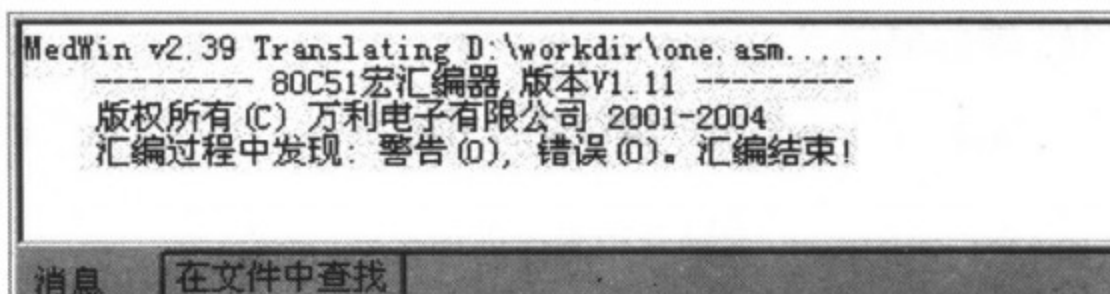 MedWin v2.39 Translating D:\workdir\one.asm......
--------- 80C51宏汇编器,版本V1.11 ---------
版权所有(C) 万利电子有限公司 2001-2004
汇编过程中发现: 警告(0), 错误(0)。汇编结束!
消息 在文件中查找